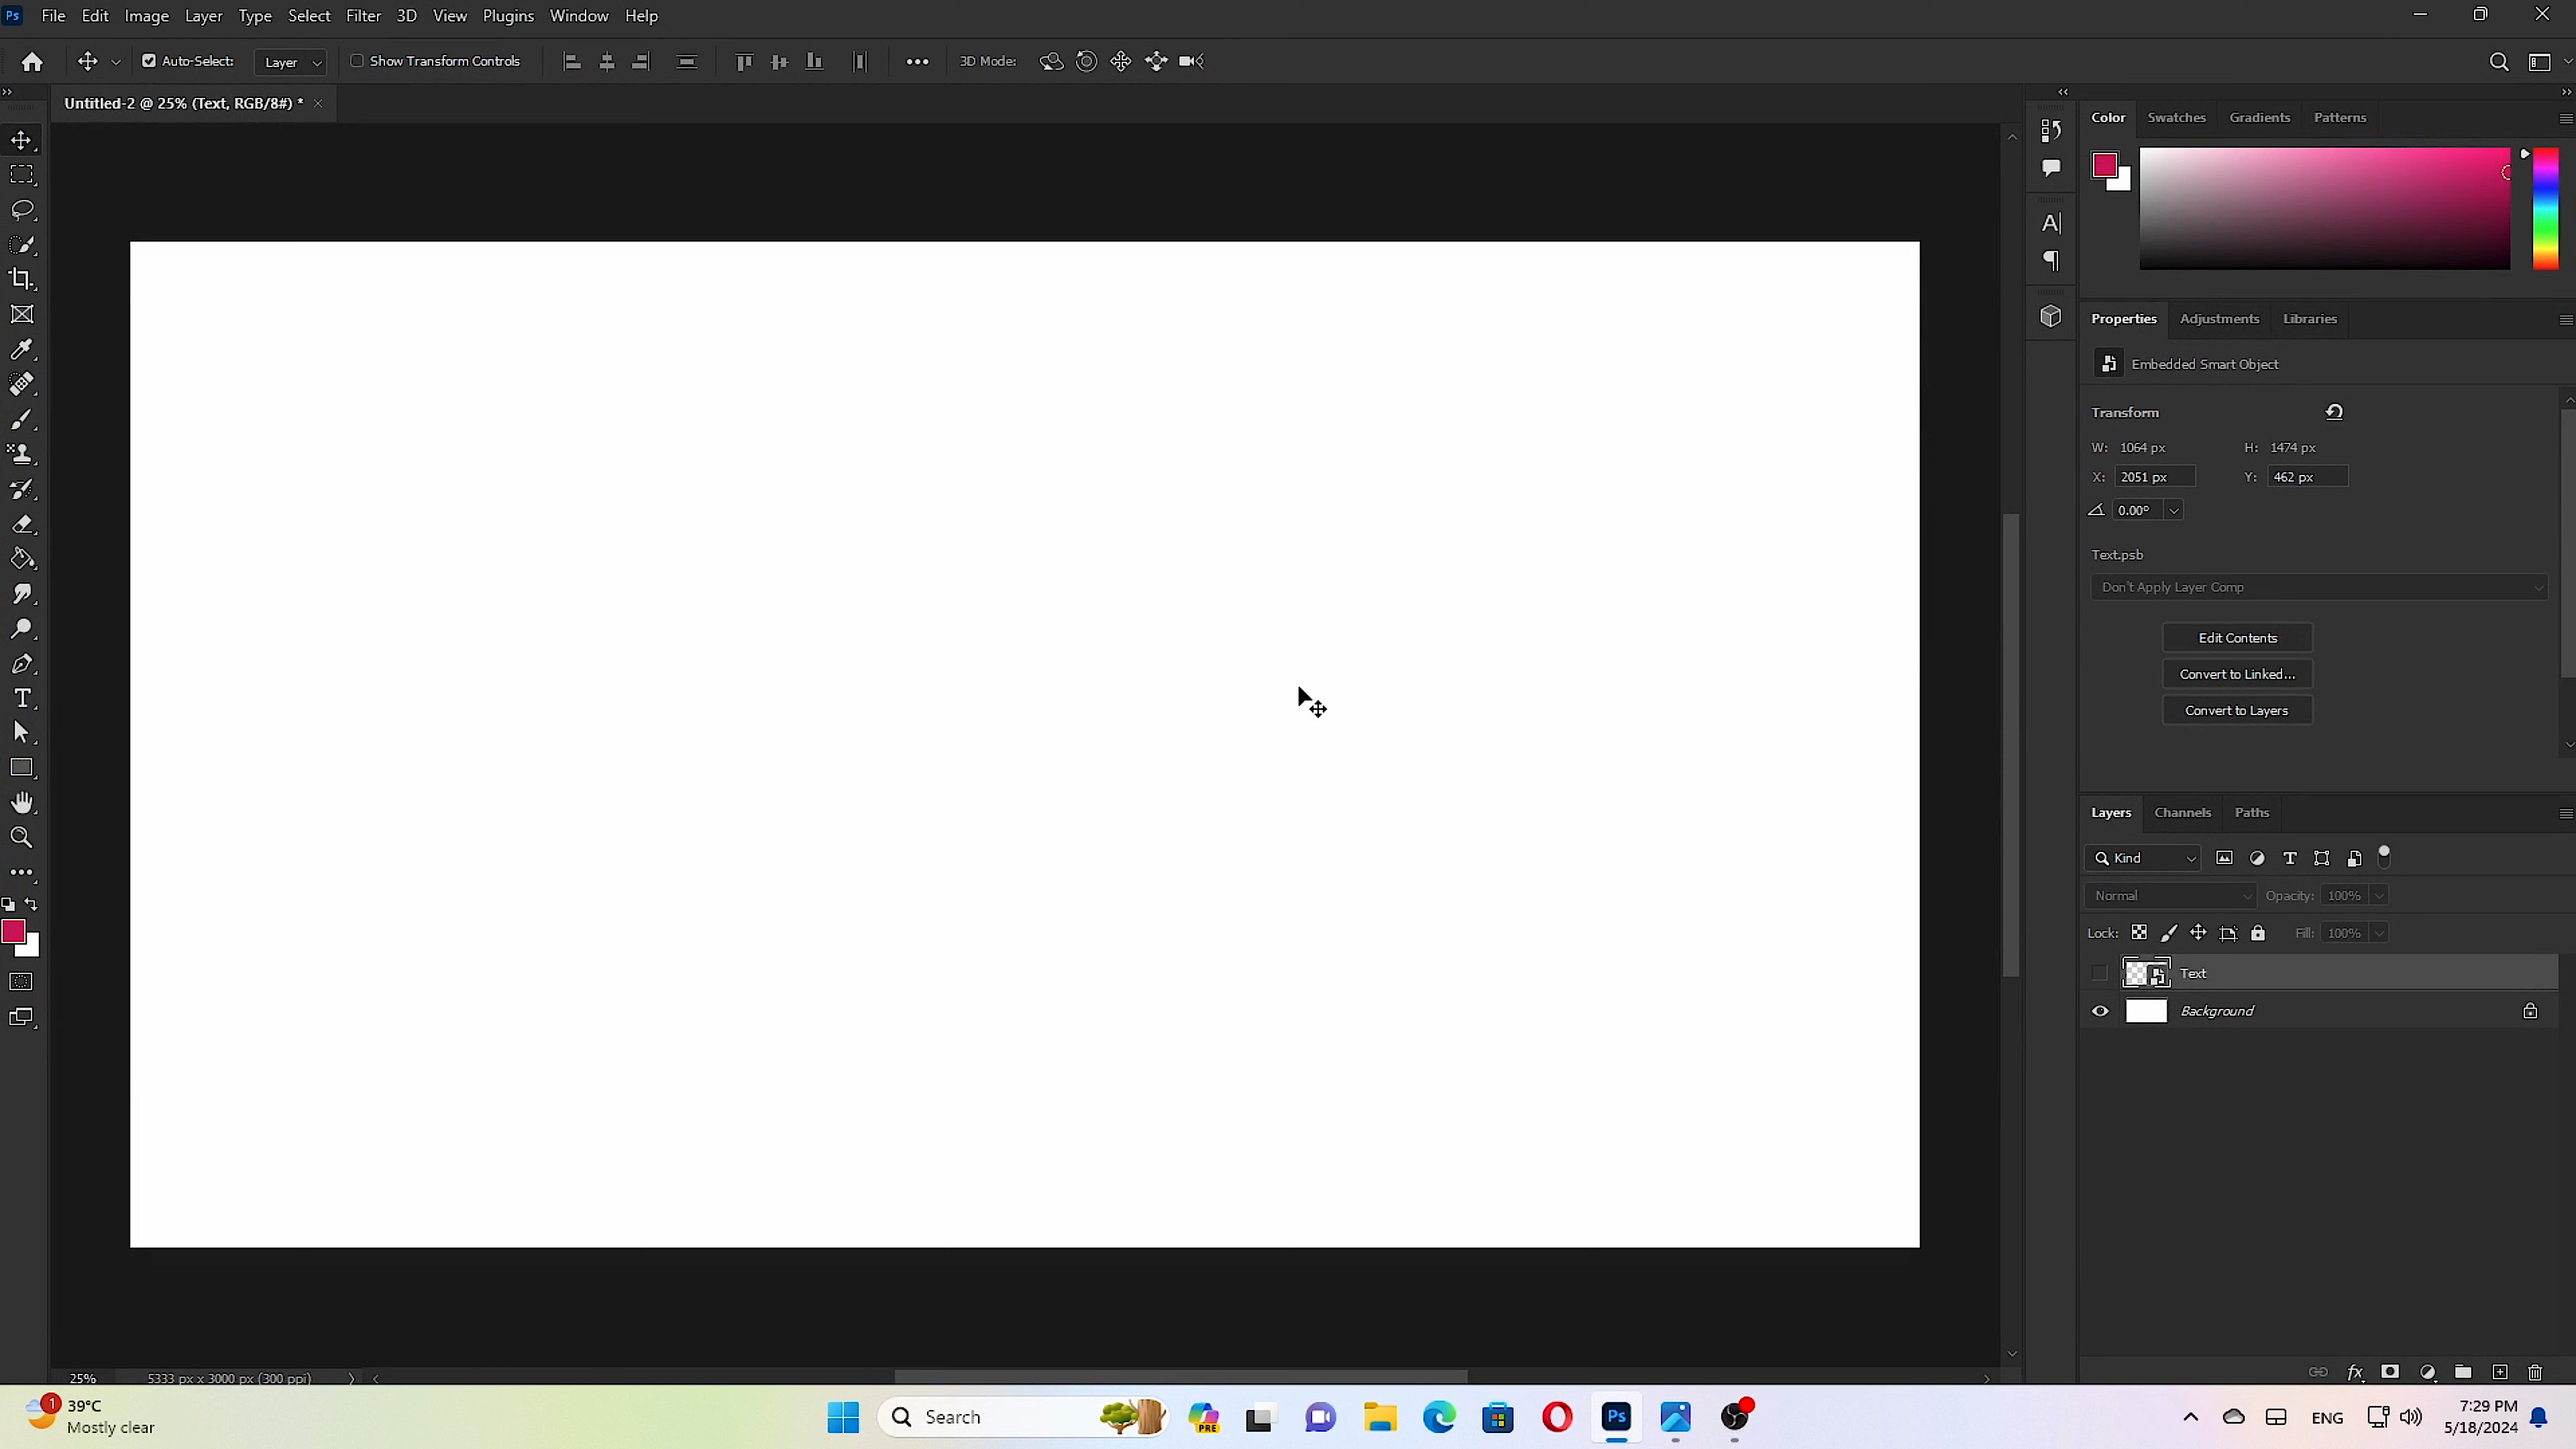 Ps File Edit Image Layer Type Select Filter 3D View Plugins Window Help
Auto-Select: Layer Show Transform Controls 3D Mode:
Untitled-2 @ 25% (Text, RGB/8#) *
Color Swatches Gradients Patterns
Properties Adjustments Libraries
Embedded Smart Object
Transform
W: 1064 px H: 1474 px
X: 2051 px Y: 462 px
0.00°
Text.psb
Don't Apply Layer Comp
Edit Contents
Convert to Linked...
Convert to Layers
Layers Channels Paths
Kind
Normal Opacity: 100%
Lock: Fill: 100%
Text
Background
25% 5333 px x 3000 px (300 ppi)
1 39°C
Mostly clear
Search
PRE
Ps
ENG
7:29 PM
5/18/2024